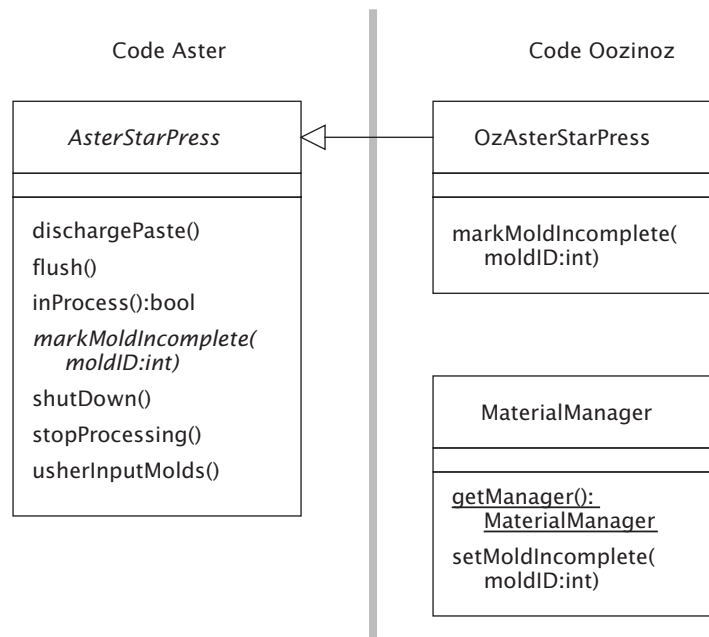 Code Aster
AsterStarPress
dischargePaste()
flush()
inProcess():bool
markMoldIncomplete(
moldID:int)
shutDown()
stopProcessing()
usherInputMolds()
Code Oozinoz
OzAsterStarPress
markMoldIncomplete(
moldID:int)
MaterialManager
getManager():
MaterialManager
setMoldIncomplete(
moldID:int)